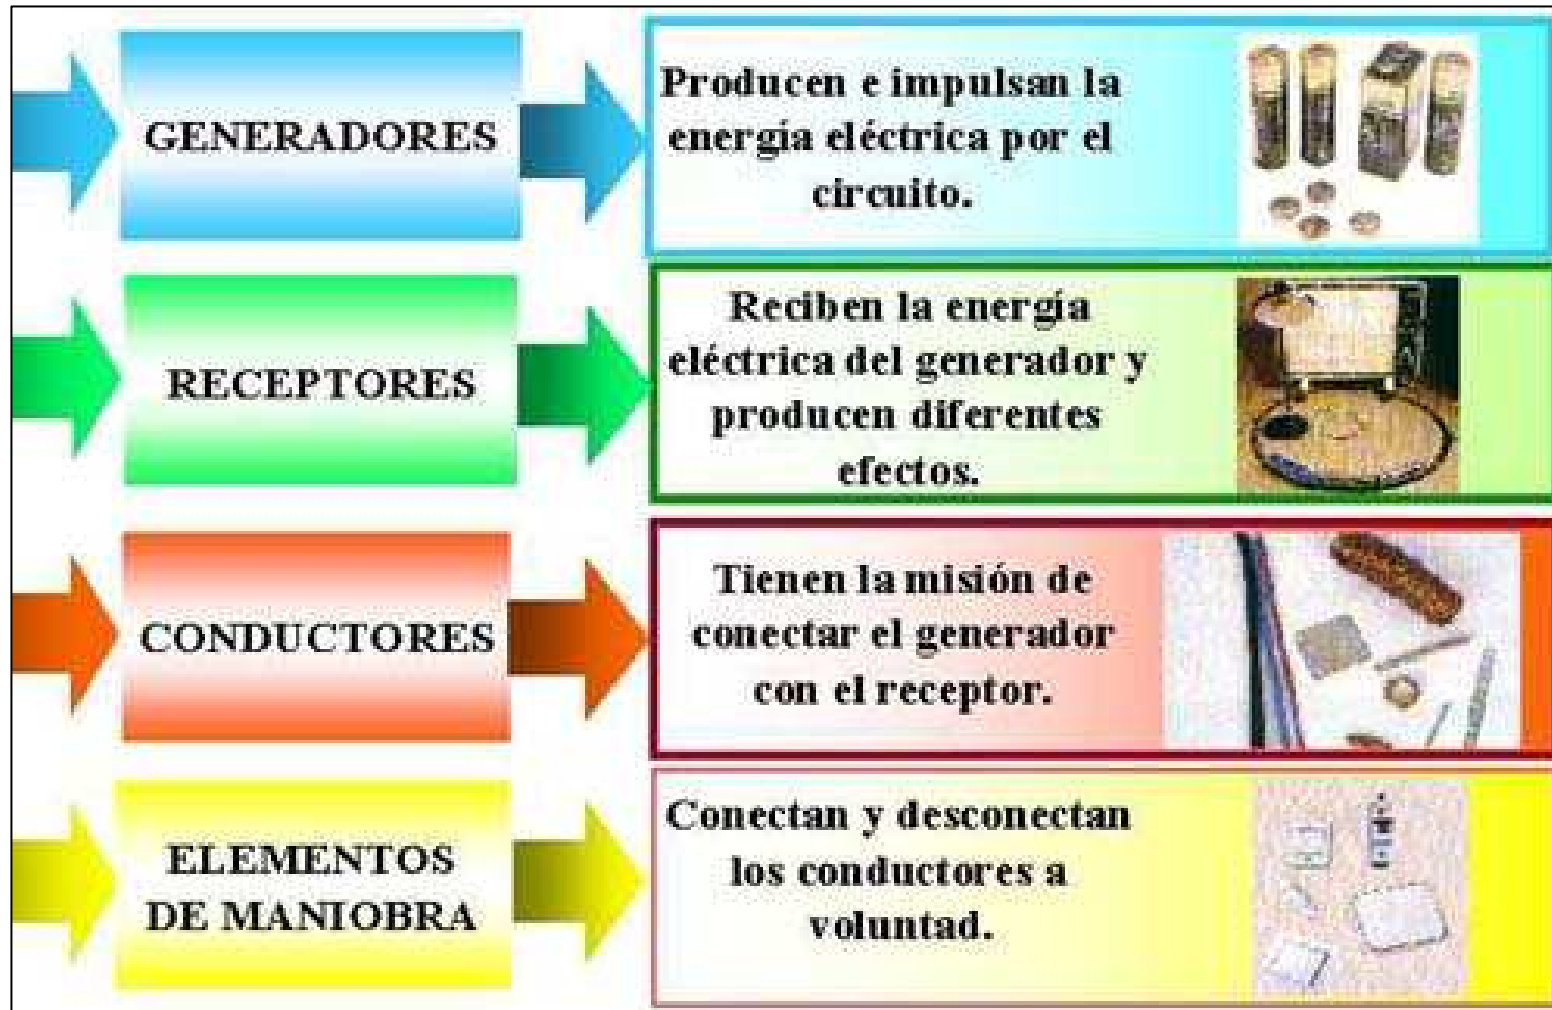 GENERADORES
Producen e impulsan la
energía eléctrica por el
circuito.
RECEPTORES
Reciben la energía
eléctrica del generador y
producen diferentes
efectos.
CONDUCTORES
Tienen la misión de
conectar el generador
con el receptor.
ELEMENTOS
DE MANIOBRA
Conectan y desconectan
los conductores a
voluntad.